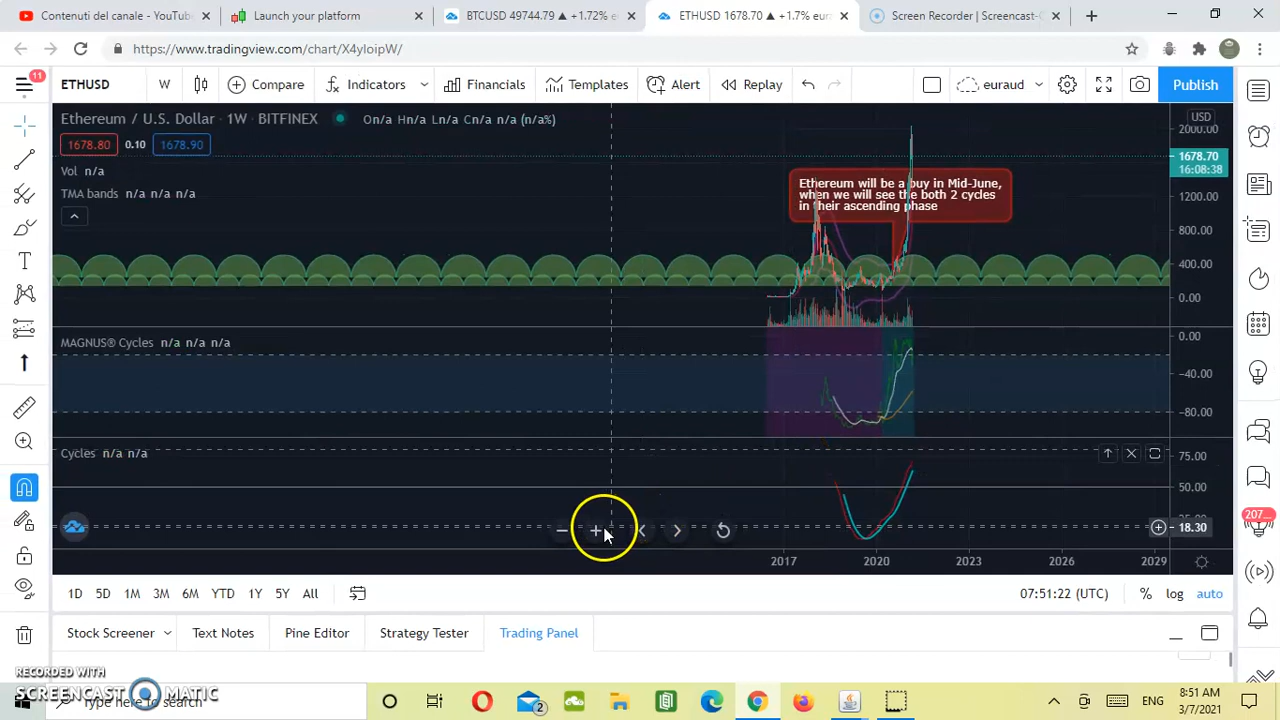 Contenuti del canale - YouTube
Launch your platform
BTCUSD 49744.79 ▲ +1.72% e
ETHUSD 1678.70 ▲ +1.7% eur
Screen Recorder | Screencast-O
https://www.tradingview.com/chart/X4yIoipW/
11
ETHUSD
W
Compare
Indicators
Financials
Templates
Alert
Replay
euraud
Publish
Ethereum / U.S. Dollar · 1W · BITFINEX
On/a Hn/a Ln/a Cn/a n/a (n/a%)
USD
2000.00
1678.80
0.10
1678.90
1678.70
16:08:38
Vol n/a
TMA bands n/a n/a n/a
Ethereum will be a buy in Mid-June,
when we will see the both 2 cycles
in their ascending phase
1200.00
800.00
400.00
0.00
MAGNUS® Cycles n/a n/a n/a
0.00
-40.00
-80.00
Cycles n/a n/a
75.00
50.00
18.30
2017
2020
2023
2026
2029
1D
5D
1M
3M
6M
YTD
1Y
5Y
All
07:51:22 (UTC)
%
log
auto
207
Stock Screener
Text Notes
Pine Editor
Strategy Tester
Trading Panel
RECORDED WITH
SCREENCAST MATIC
Type here search
2
ENG
8:51 AM
3/7/2021